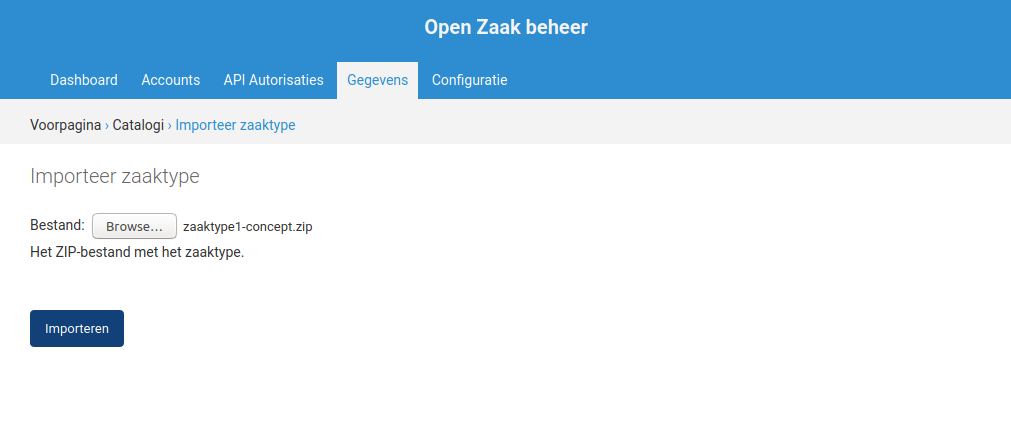 Open Zaak beheer
Dashboard Accounts API Autorisaties Gegevens Configuratie
Voorpagina › Catalogi › Importeer zaaktype
Importeer zaaktype
Bestand: Browse... zaaktype1-concept.zip
Het ZIP-bestand met het zaaktype.
Importeren